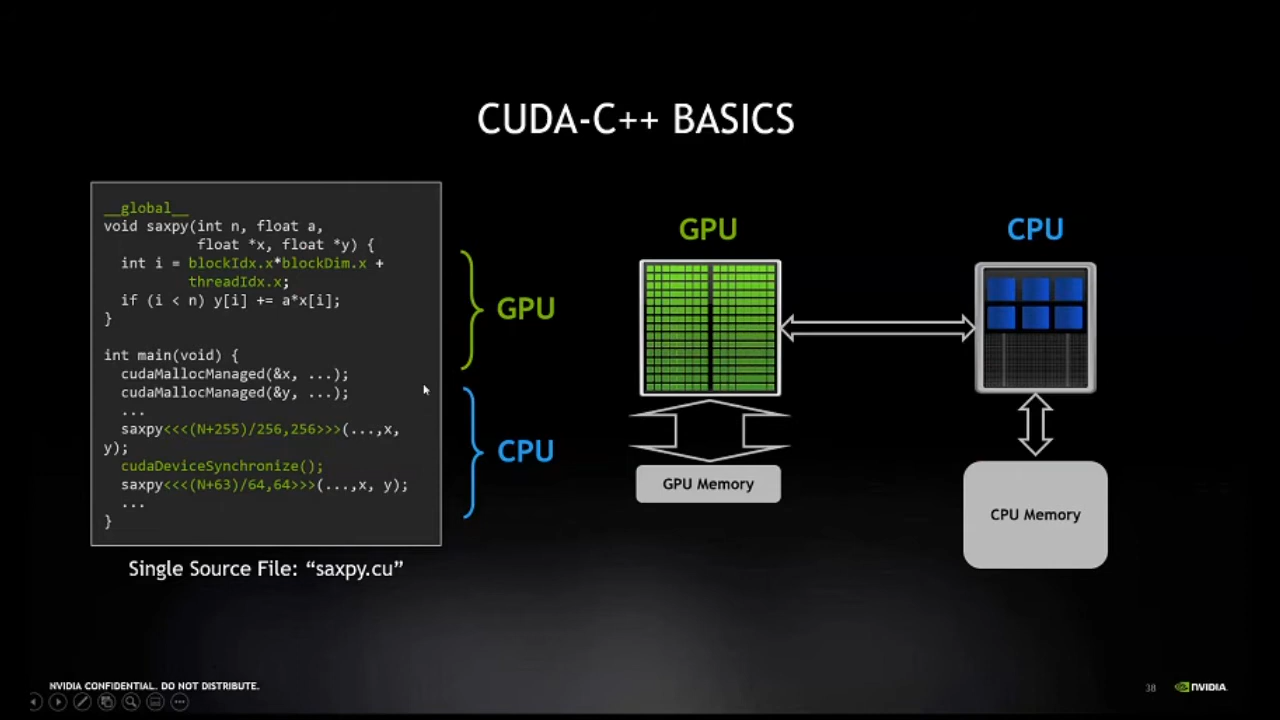 CUDA-C++ BASICS
__global__
void saxpy(int n, float a,
float *x, float *y) {
int i = blockIdx.x*blockDim.x +
threadIdx.x;
if (i < n) y[i] += a*x[i];
}
int main(void) {
cudaMallocManaged(&x, ...);
cudaMallocManaged(&y, ...);
...
saxpy<<<(N+255)/256,256>>>(...,x,
y);
cudaDeviceSynchronize();
saxpy<<<(N+63)/64,64>>>(...,x, y);
...
}
Single Source File: “saxpy.cu”
GPU
CPU
GPU
CPU
GPU Memory
CPU Memory
NVIDIA CONFIDENTIAL. DO NOT DISTRIBUTE.
38
NVIDIA.